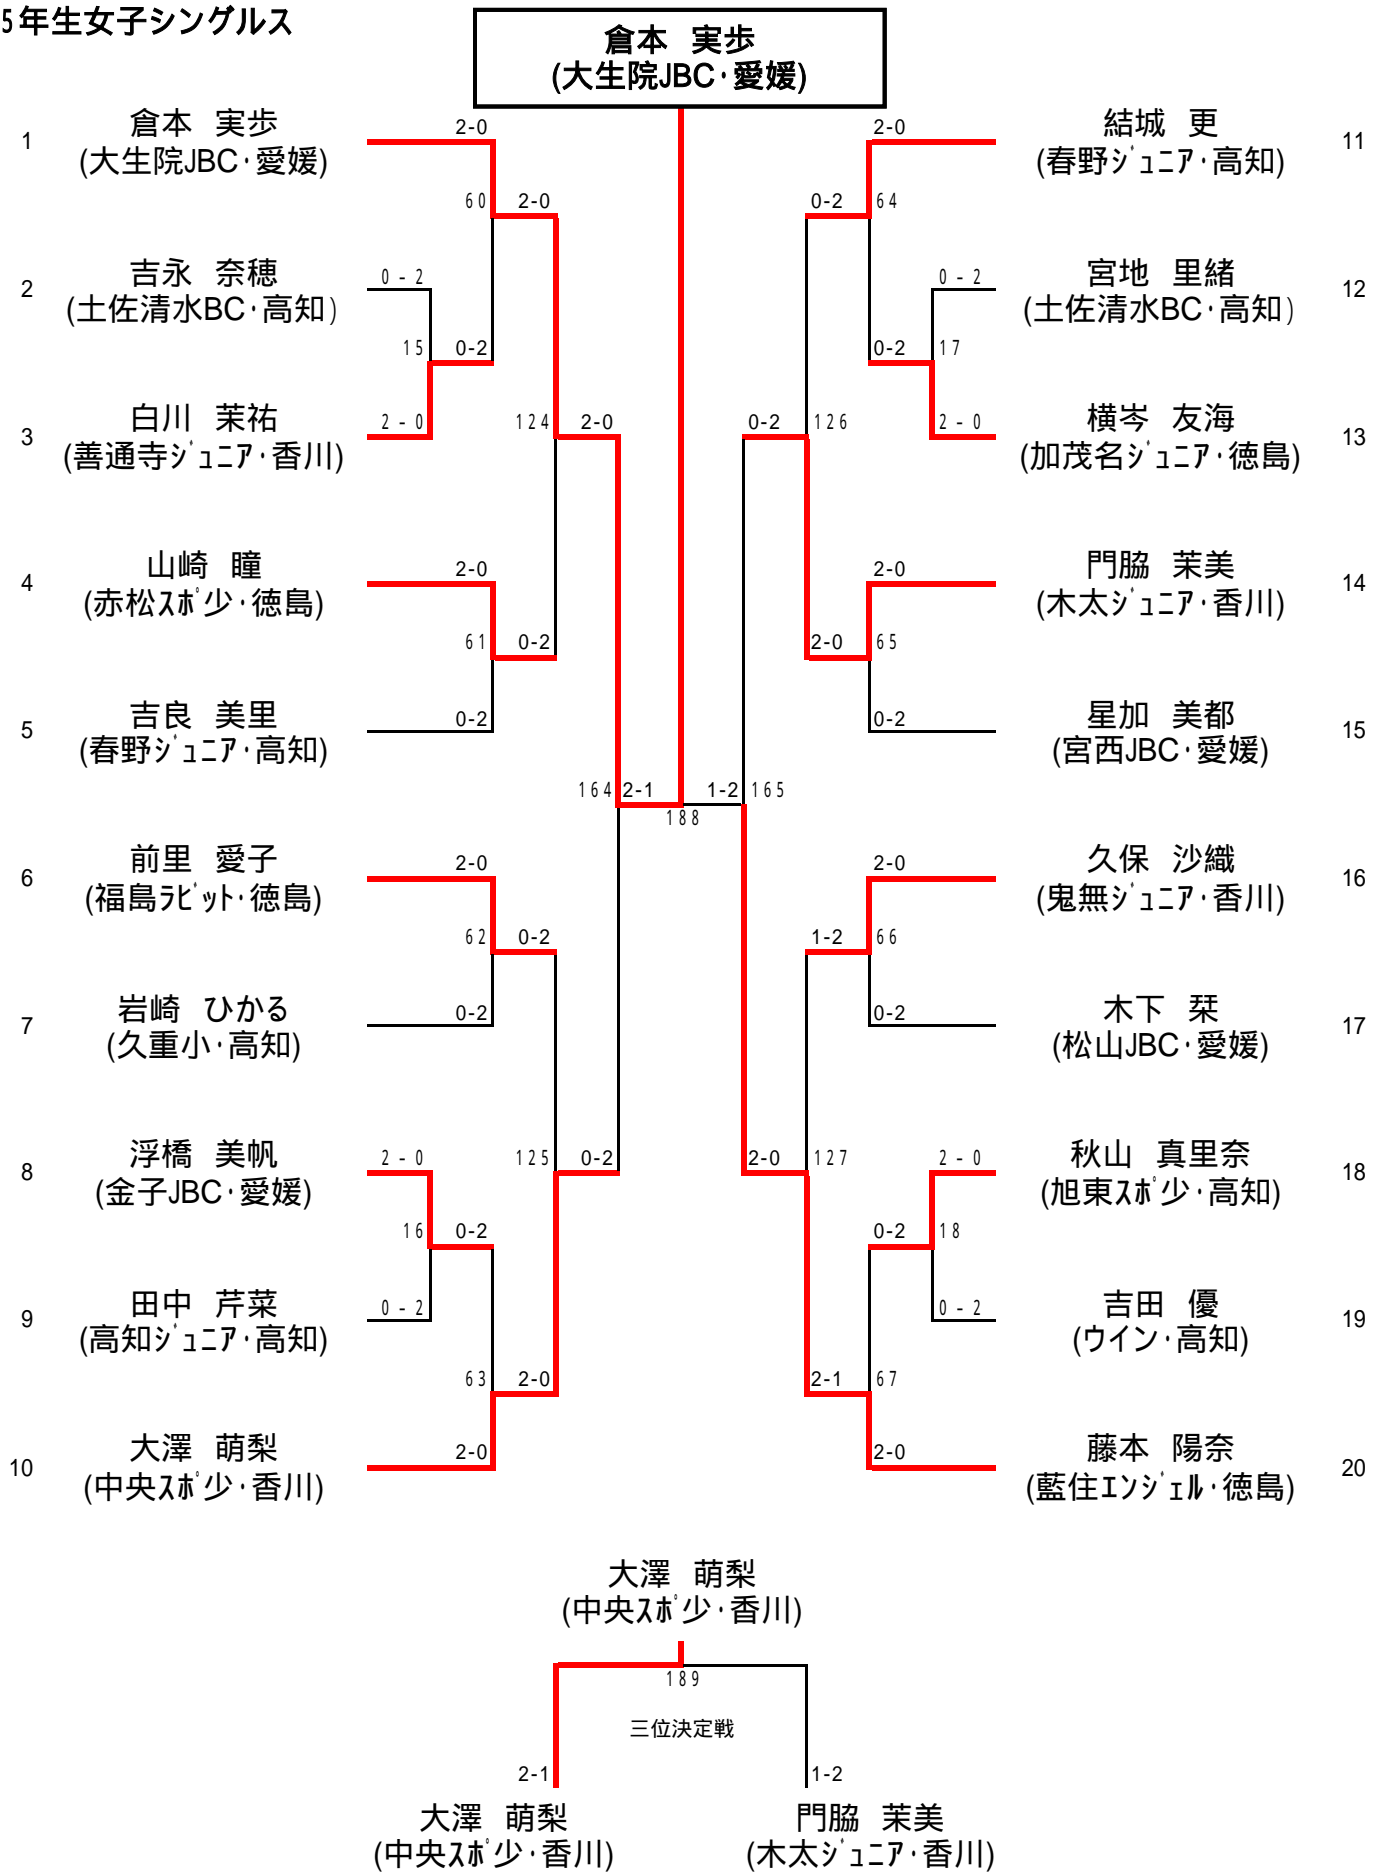 5年生女子シングルス
倉本 実歩
(大生院JBC・愛媛)
1
倉本 実歩
(大生院JBC・愛媛)
2-0
60
2-0
2
吉永 奈穂
(土佐清水BC・高知)
0-2
15
0-2
3
白川 茉祐
(善通寺ｼﾞｭﾆｱ・香川)
2-0
124
2-0
4
山崎 瞳
(赤松ｽﾎﾟ少・徳島)
2-0
61
0-2
5
吉良 美里
(春野ｼﾞｭﾆｱ・高知)
0-2
164
2-1
188
1-2
165
6
前里 愛子
(福島ﾗﾋﾞｯﾄ・徳島)
2-0
62
0-2
7
岩崎 ひかる
(久重小・高知)
0-2
8
浮橋 美帆
(金子JBC・愛媛)
2-0
125
0-2
16
0-2
9
田中 芹菜
(高知ｼﾞｭﾆｱ・高知)
0-2
63
2-0
10
大澤 萌梨
(中央ｽﾎﾟ少・香川)
2-0
2-0
結城 更
(春野ｼﾞｭﾆｱ・高知)
11
0-2
64
0-2
宮地 里緒
(土佐清水BC・高知)
12
0-2
17
0-2
126
2-0
横岑 友海
(加茂名ｼﾞｭﾆｱ・徳島)
13
2-0
門脇 茉美
(木太ｼﾞｭﾆｱ・香川)
14
2-0
65
0-2
星加 美都
(宮西JBC・愛媛)
15
2-0
久保 沙織
(鬼無ｼﾞｭﾆｱ・香川)
16
1-2
66
0-2
木下 栞
(松山JBC・愛媛)
17
2-0
127
2-0
秋山 真里奈
(旭東ｽﾎﾟ少・高知)
18
0-2
18
0-2
吉田 優
(ウイン・高知)
19
2-1
67
2-0
藤本 陽奈
(藍住ｴﾝｼﾞｪﾙ・徳島)
20
大澤 萌梨
(中央ｽﾎﾟ少・香川)
189
三位決定戦
2-1
1-2
大澤 萌梨
(中央ｽﾎﾟ少・香川)
門脇 茉美
(木太ｼﾞｭﾆｱ・香川)